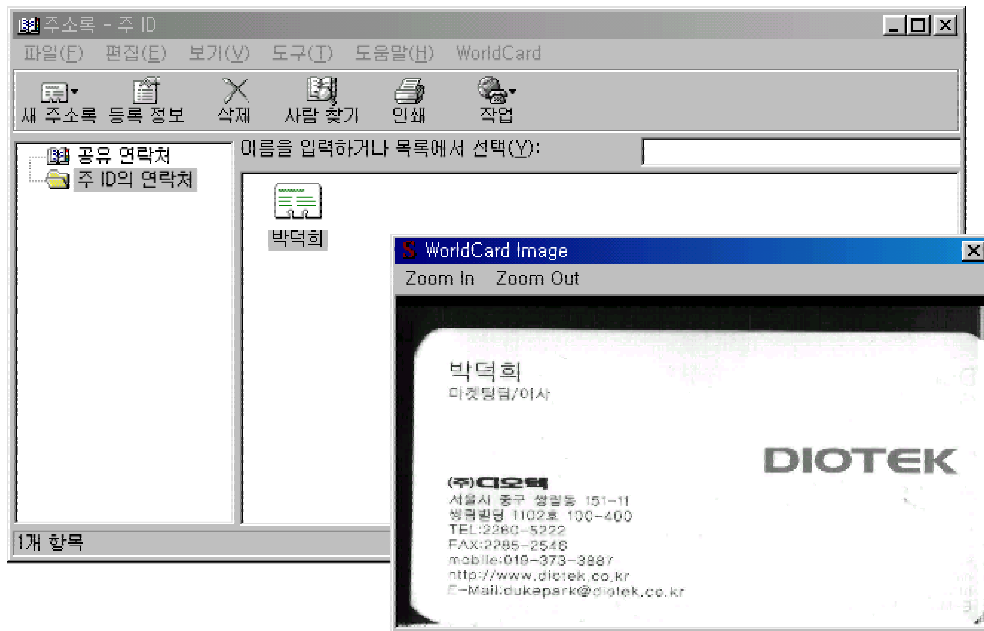 주소록 - 주 ID
파일(F) 편집(E) 보기(V) 도구(T) 도움말(H) WorldCard
새 주소록 등록 정보 삭제 사람 찾기 인쇄 작업
공유 연락처
주 ID의 연락처
이름을 입력하거나 목록에서 선택(Y):
박덕희
1개 항목
WorldCard Image
Zoom In Zoom Out
박덕희
마켓팅팀/이사
DIOTEK
(주)디오텍
서울시 중구 쌍림동 151-11
쌍림빌딩 1102호 100-400
TEL:2260-5222
FAX:2285-2546
mobile:019-373-3887
http://www.diotek.co.kr
E-Mail:dukepark@diotek.co.kr